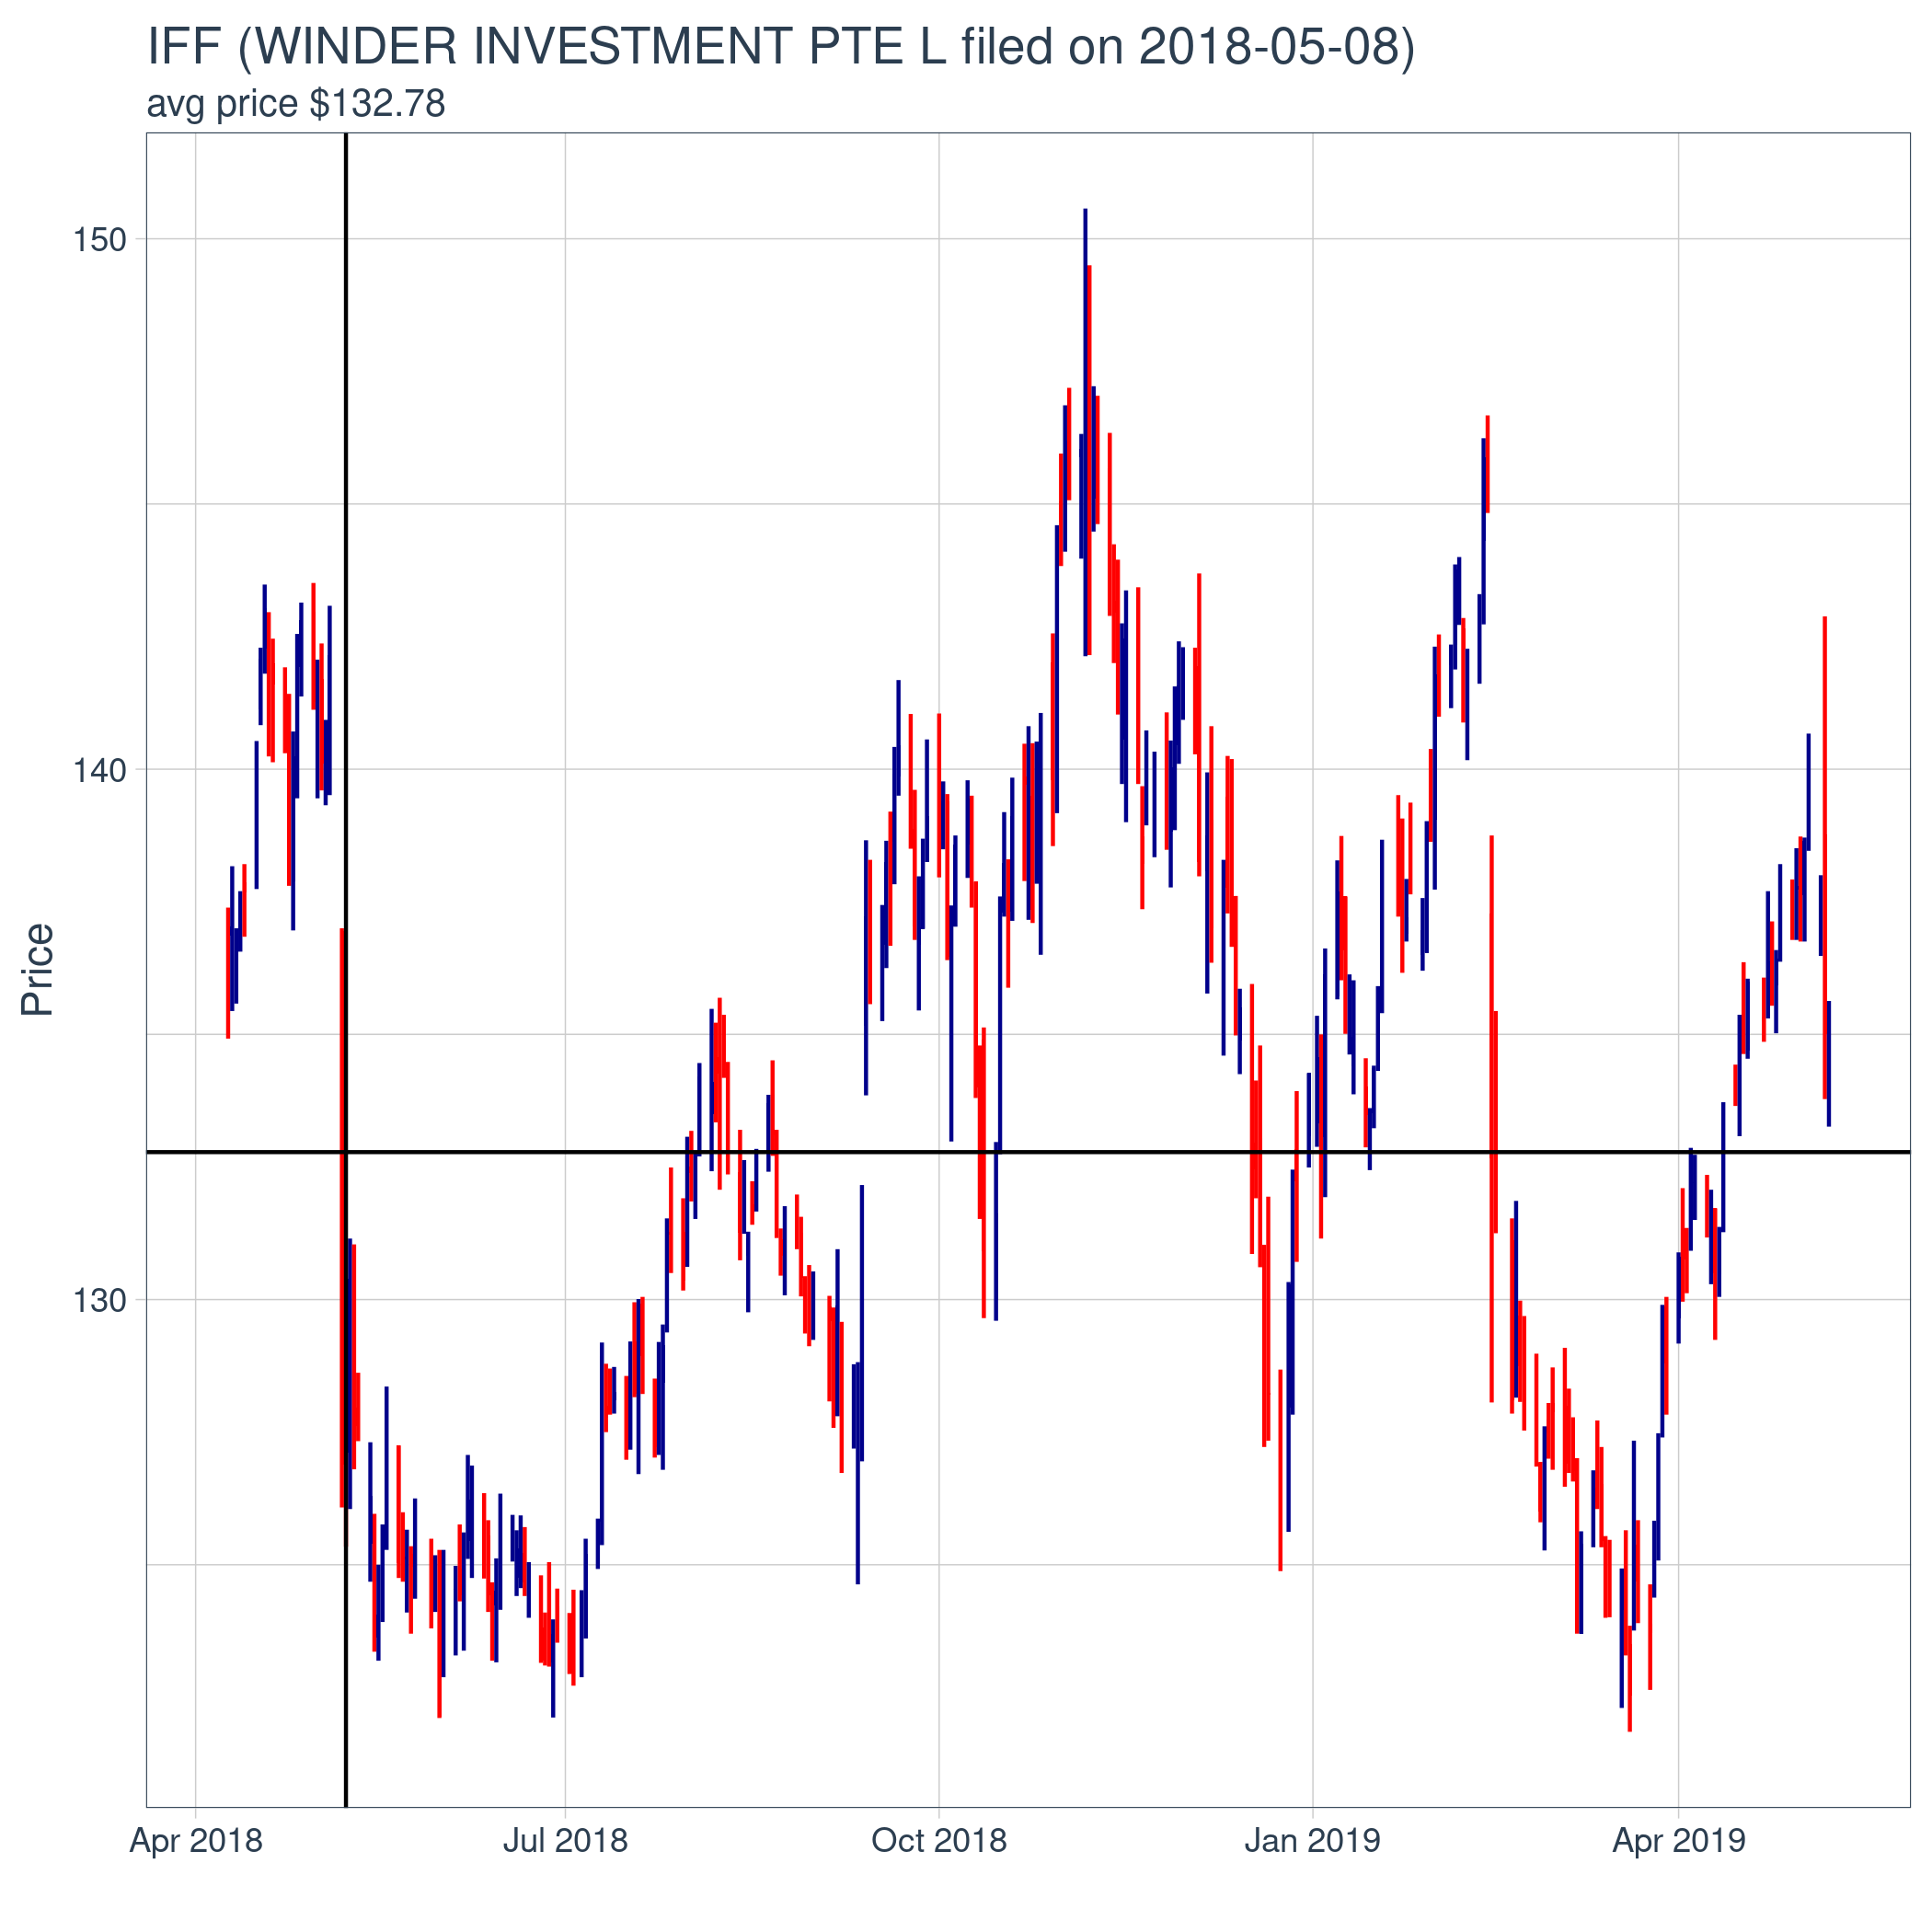 IFF (WINDER INVESTMENT PTE L filed on 2018-05-08)
avg price $132.78
150
140
130
Price
Apr 2018 Jul 2018 Oct 2018 Jan 2019 Apr 2019